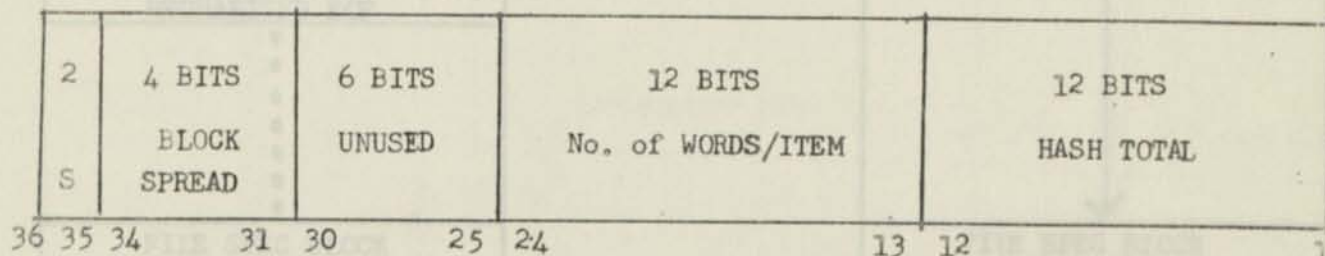 2 4 BITS 6 BITS 12 BITS 12 BITS
BLOCK UNUSED No. of WORDS/ITEM HASH TOTAL
S SPREAD
36 35 34 31 30 25 24 13 12 1